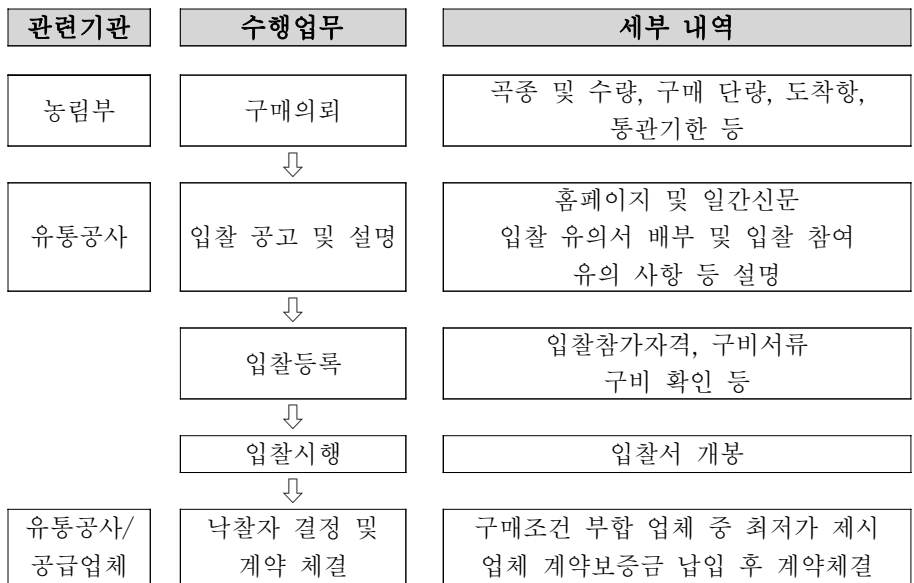 관련기관 수행업무 세부 내역
농림부 구매의뢰 곡종 및 수량, 구매 단량, 도착항,
통관기한 등
⇩
유통공사 입찰 공고 및 설명 홈페이지 및 일간신문
입찰 유의서 배부 및 입찰 참여
유의 사항 등 설명
⇩
입찰등록 입찰참가자격, 구비서류
구비 확인 등
⇩
입찰시행 입찰서 개봉
⇩
유통공사/ 낙찰자 결정 및 구매조건 부합 업체 중 최저가 제시
공급업체 계약 체결 업체 계약보증금 납입 후 계약체결